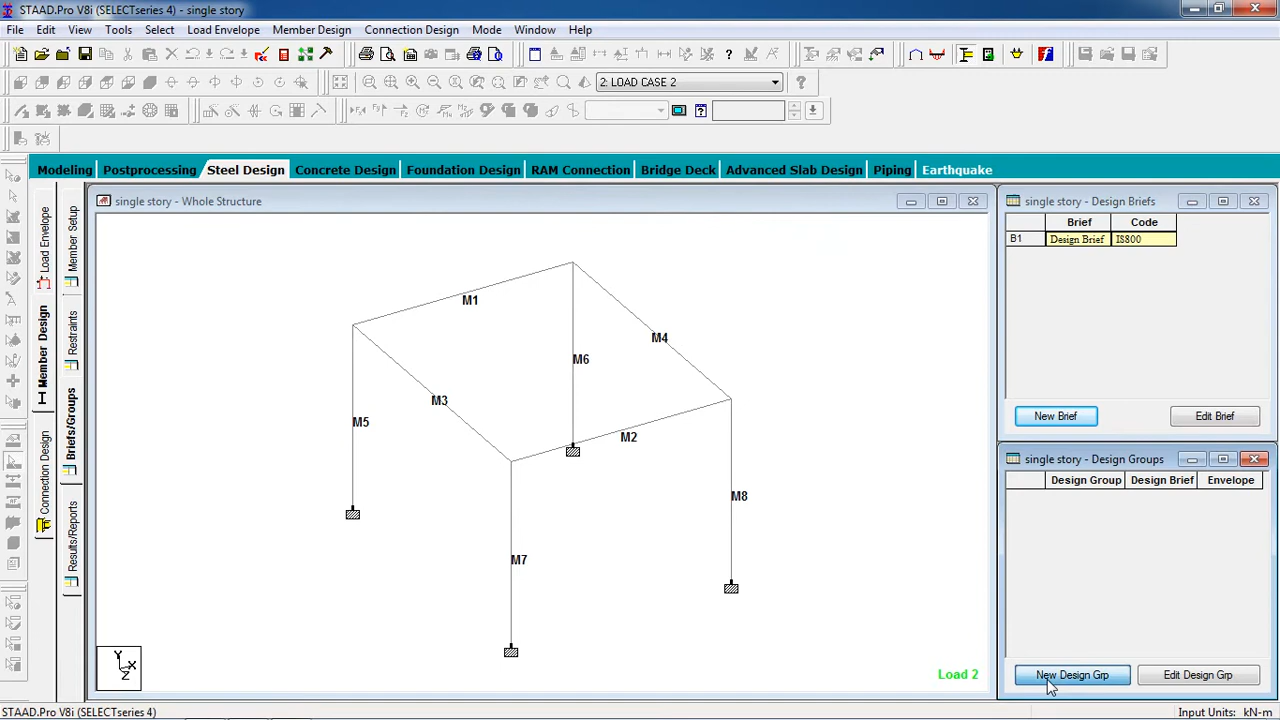 STAAD.Pro V8i (SELECTseries 4) - single story
File Edit View Tools Select Load Envelope Member Design Connection Design Mode Window Help
2: LOAD CASE 2
Modeling Postprocessing Steel Design Concrete Design Foundation Design RAM Connection Bridge Deck Advanced Slab Design Piping Earthquake
Load Envelope
Member Design
Connection Design
Member Setup
Restraints
Briefs/Groups
Results/Reports
single story - Whole Structure
M1
M4
M6
M3
M5
M2
M8
M7
Y
X
Z
Load 2
single story - Design Briefs
Brief Code
B1 Design Brief IS800
New Brief Edit Brief
single story - Design Groups
Design Group Design Brief Envelope
New Design Grp Edit Design Grp
STAAD.Pro V8i (SELECTseries 4) Input Units: kN-m